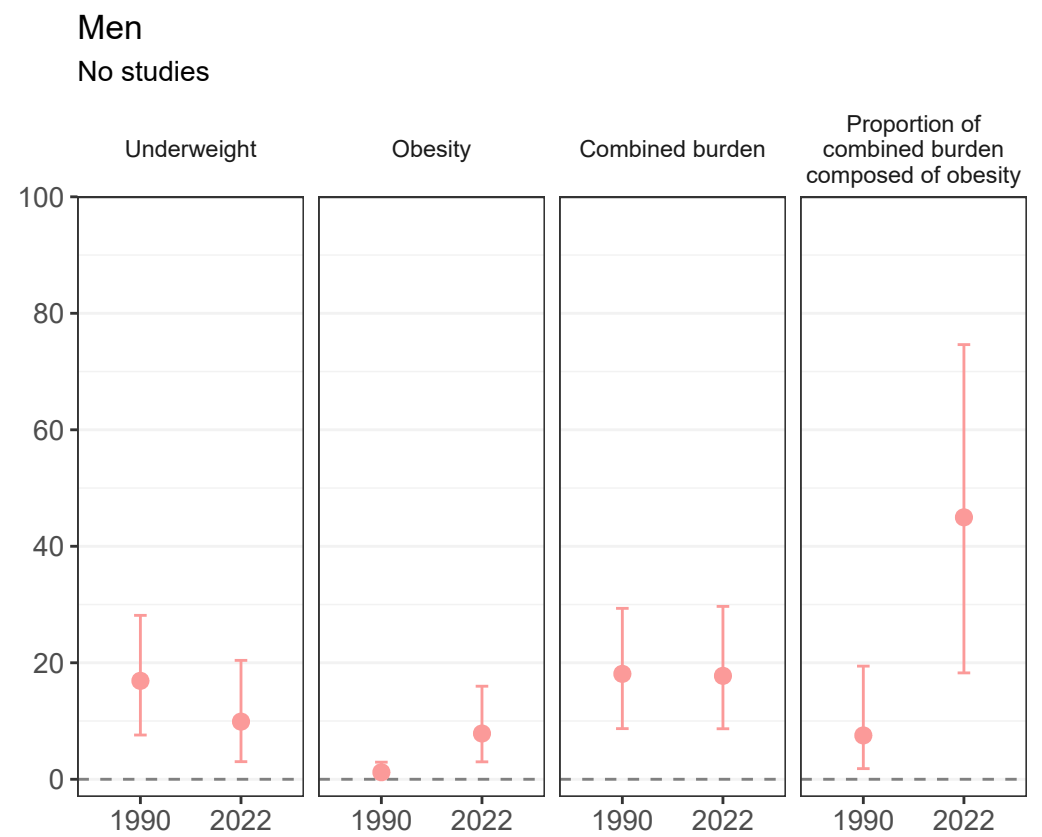 Men
No studies
Underweight
Obesity
Combined burden
Proportion of
combined burden
composed of obesity
100
80
60
40
20
0
1990 2022
1990 2022
1990 2022
1990 2022